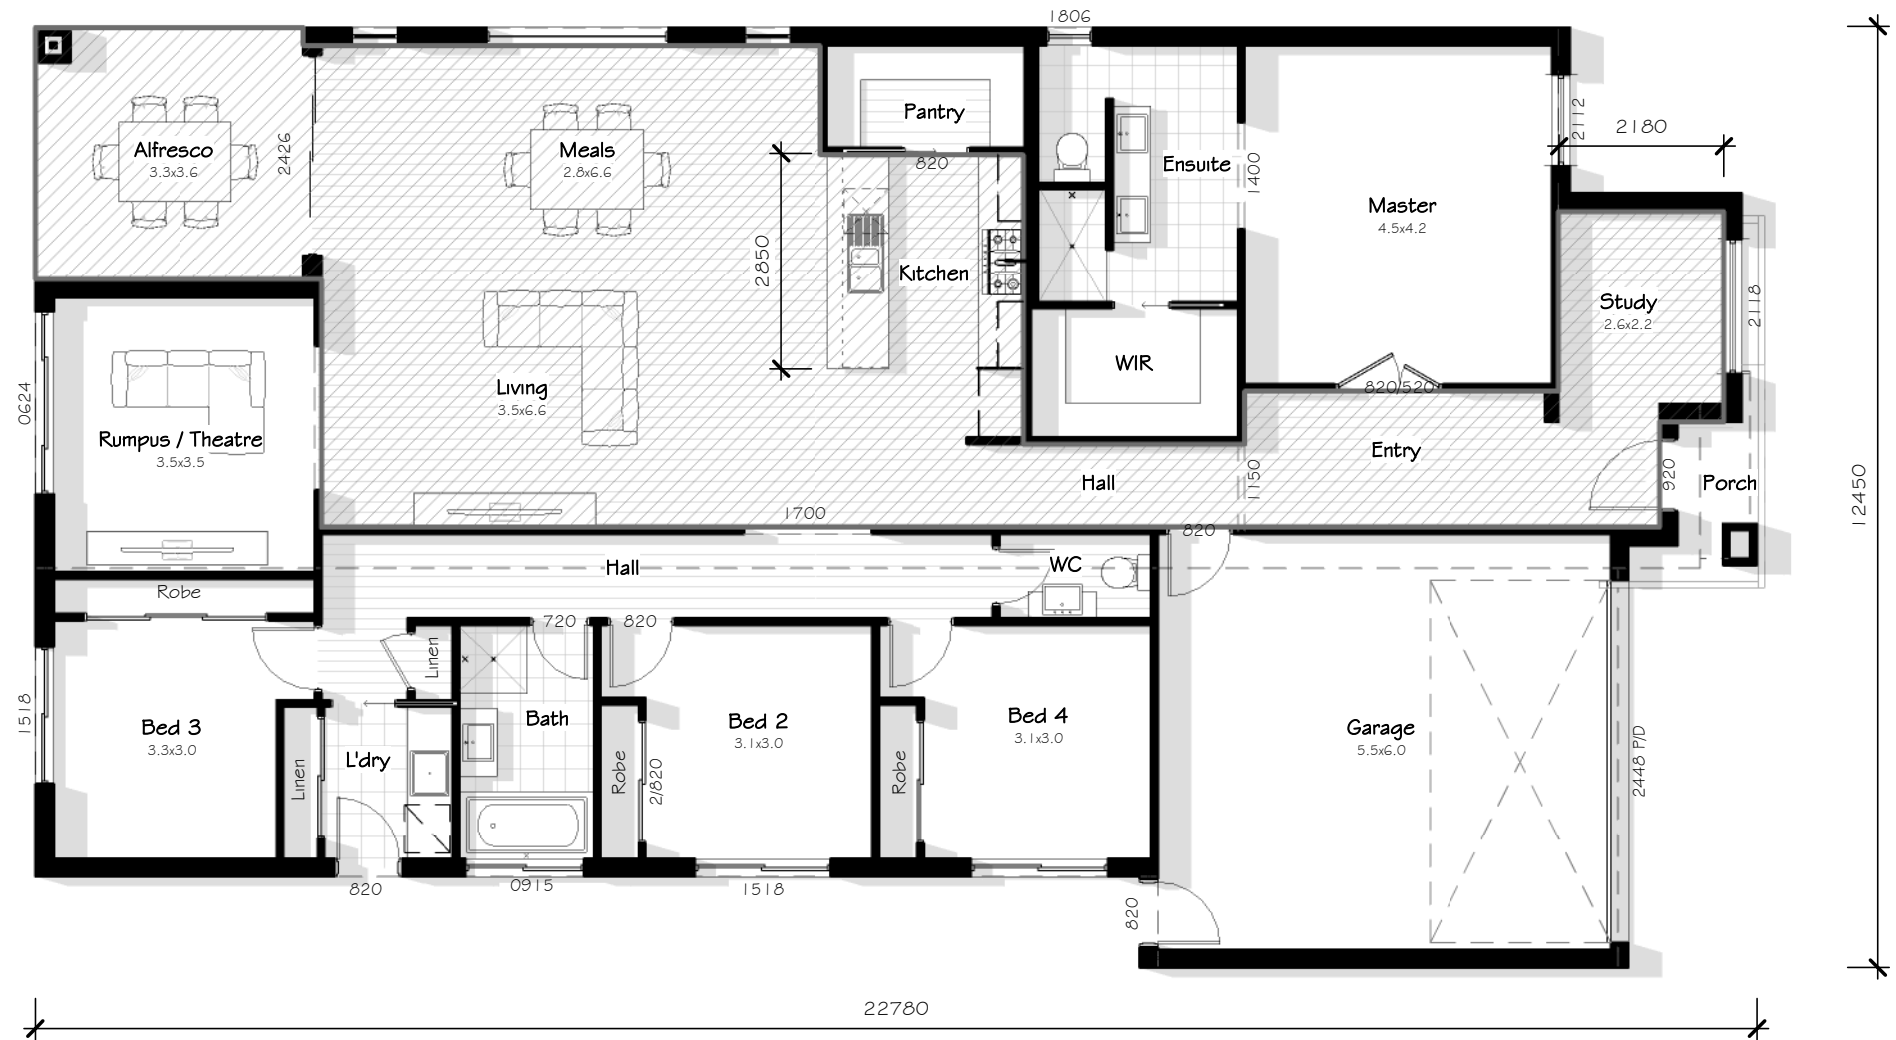 1806
Alfresco
3.3x3.6
2426
Meals
2.8x6.6
Pantry
820
Ensuite
1400
Master
4.5x4.2
2112
2180
2850
Kitchen
Study
2.6x2.2
2118
WIR
820/520
Living
3.5x6.6
0624
Rumpus / Theatre
3.5x3.5
Entry
Hall
1150
920
Porch
12450
1700
820
Hall
WC
Robe
720
820
Linen
1518
Bed 3
3.3x3.0
Linen
L'dry
Bath
Robe
2/820
Bed 2
3.1x3.0
Robe
Bed 4
3.1x3.0
Garage
5.5x6.0
2448 P/D
820
0915
1518
820
22780